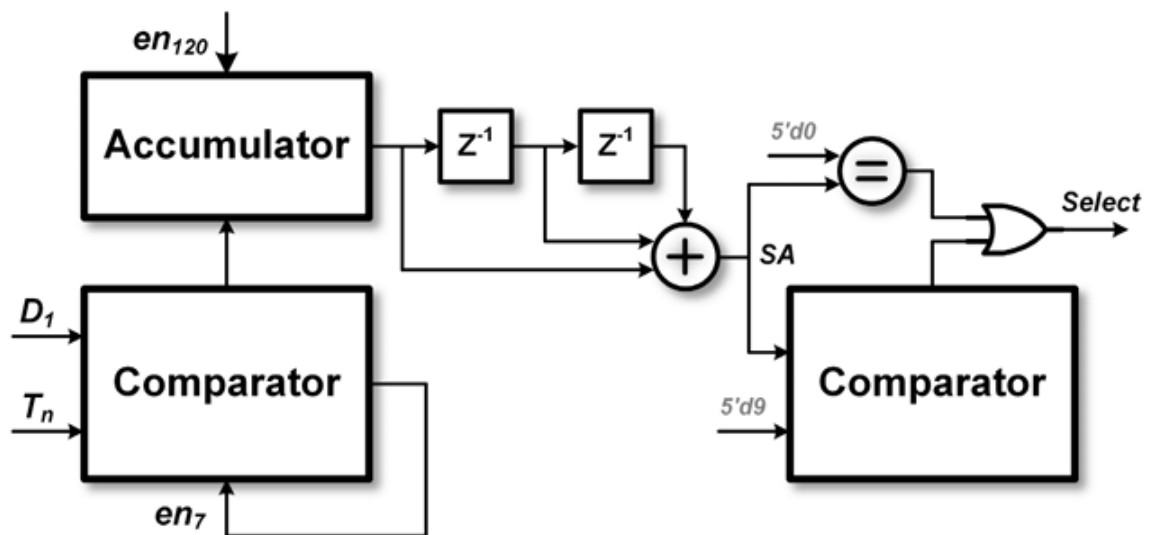 en120
Accumulator
Z-1
Z-1
5'd0
=
Select
+
SA
D1
Tn
Comparator
5'd9
Comparator
en7